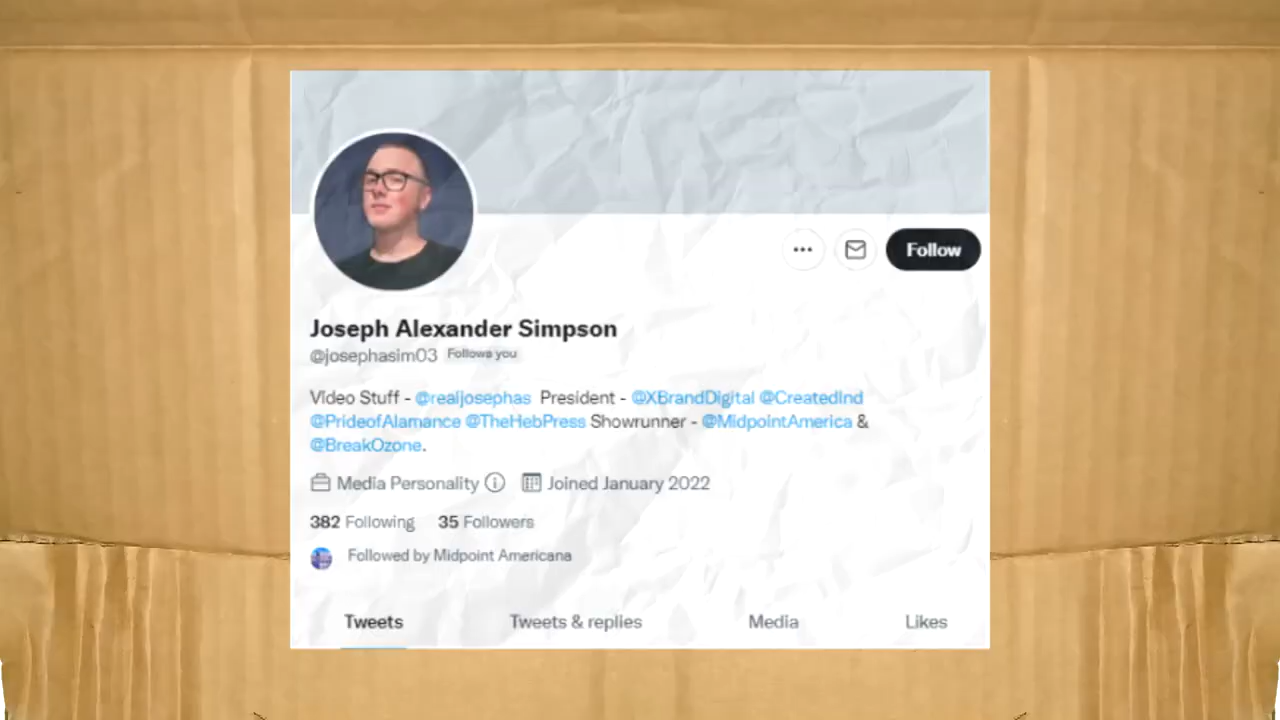 Follow
Joseph Alexander Simpson
@josephasim03 Follows you
Video Stuff - @realjosephas President - @XBrandDigital @CreatedInd
@PrideofAlamance @TheHebPress Showrunner - @MidpointAmerica &
@BreakOzone.
Media Personality Joined January 2022
382 Following 35 Followers
Followed by Midpoint Americana
Tweets Tweets & replies Media Likes